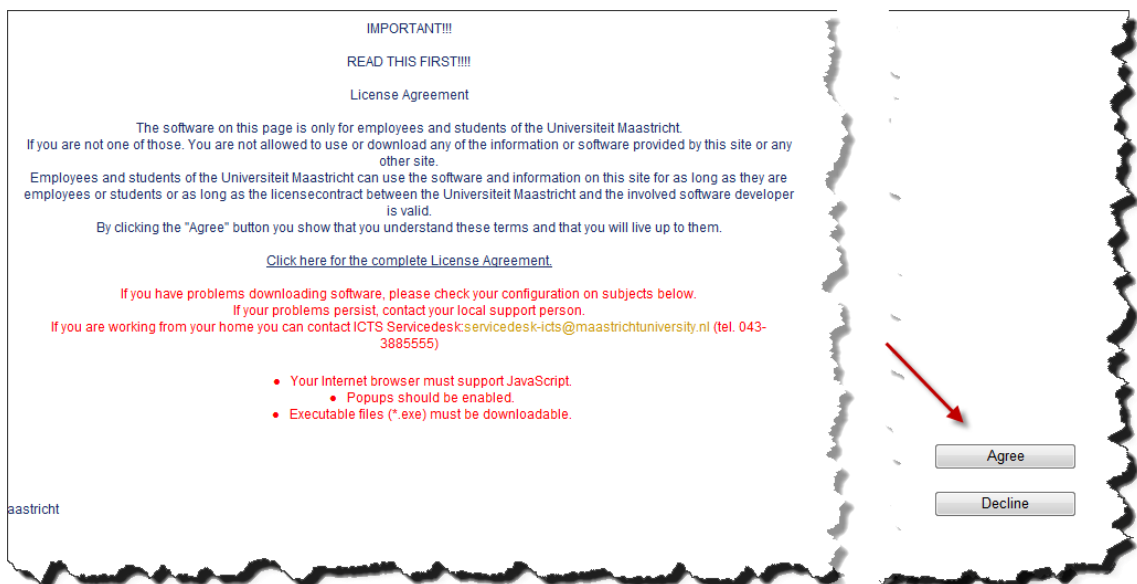 IMPORTANT!!!
READ THIS FIRST!!!!
License Agreement
The software on this page is only for employees and students of the Universiteit Maastricht.
If you are not one of those. You are not allowed to use or download any of the information or software provided by this site or any
other site.
Employees and students of the Universiteit Maastricht can use the software and information on this site for as long as they are
employees or students or as long as the licensecontract between the Universiteit Maastricht and the involved software developer
is valid.
By clicking the "Agree" button you show that you understand these terms and that you will live up to them.
Click here for the complete License Agreement.
If you have problems downloading software, please check your configuration on subjects below.
If your problems persist, contact your local support person.
If you are working from your home you can contact ICTS Servicedesk:servicedesk-icts@maastrichtuniversity.nl (tel. 043-
3885555)
● Your Internet browser must support JavaScript.
● Popups should be enabled.
● Executable files (*.exe) must be downloadable.
Agree
Decline
aastricht